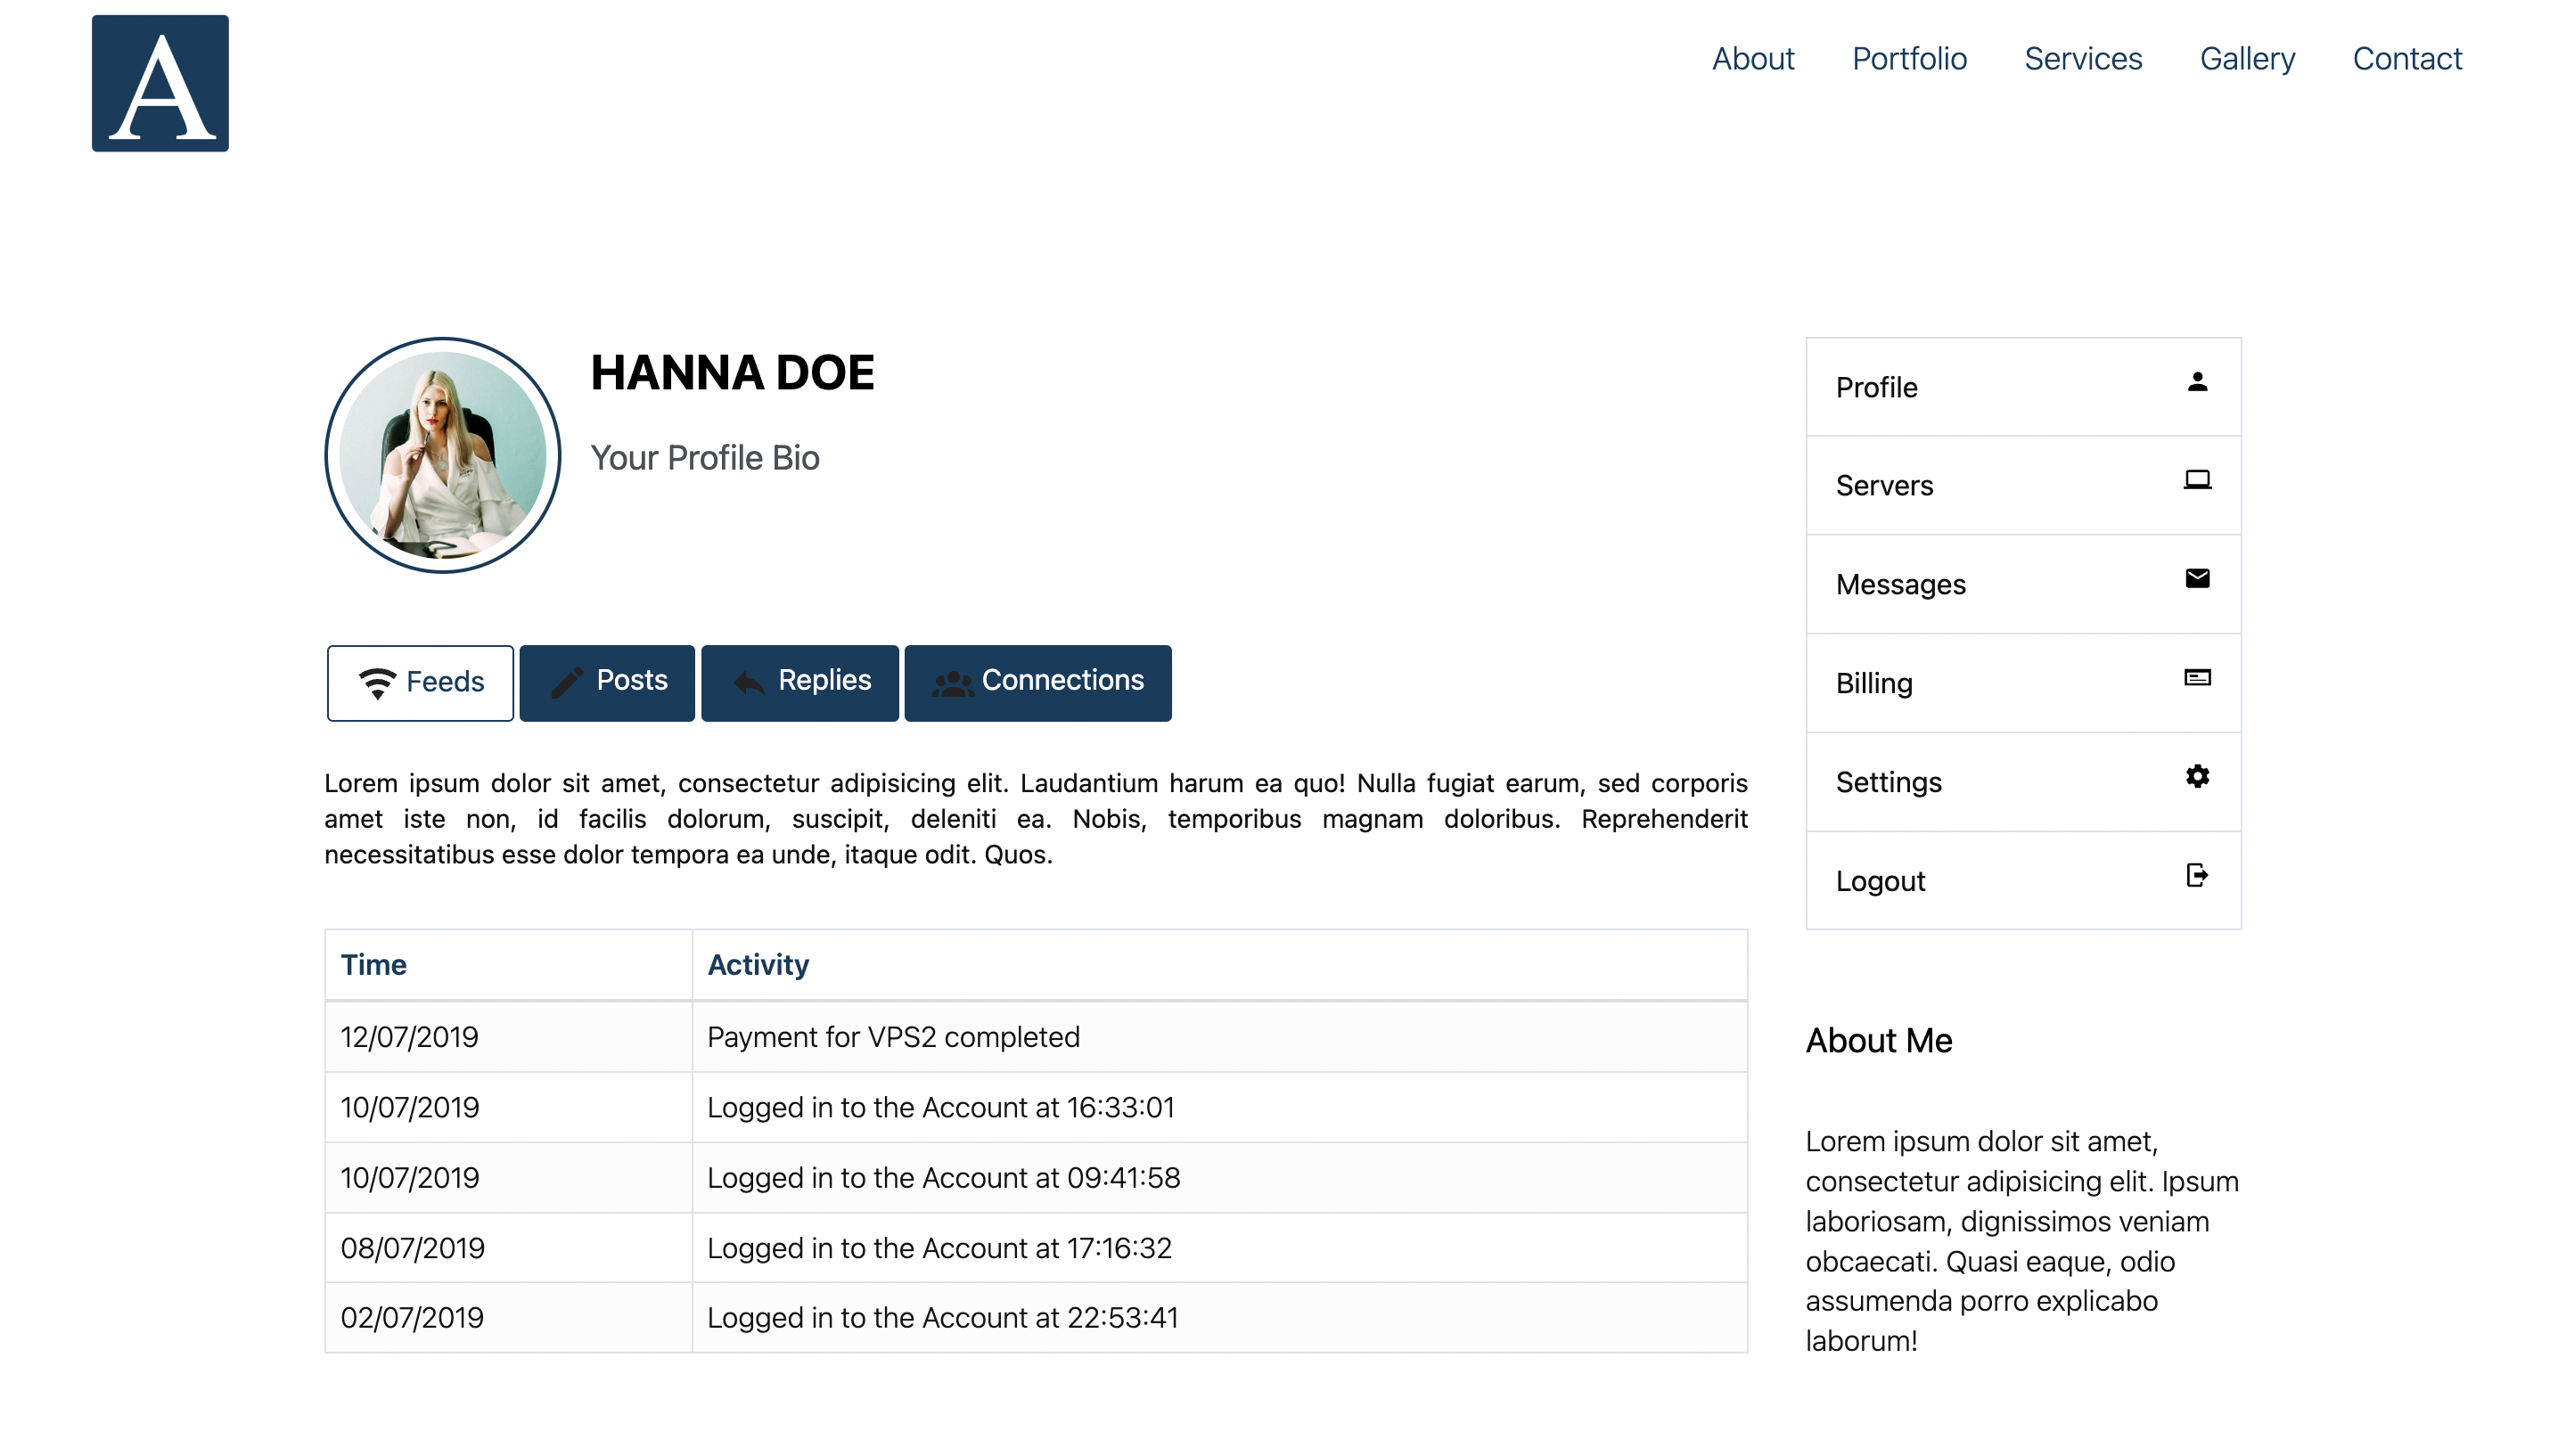 A
About
Portfolio
Services
Gallery
Contact
HANNA DOE
Your Profile Bio
Feeds
Posts
Replies
Connections
Lorem ipsum dolor sit amet, consectetur adipisicing elit. Laudantium harum ea quo! Nulla fugiat earum, sed corporis
amet iste non, id facilis dolorum, suscipit, deleniti ea. Nobis, temporibus magnam doloribus. Reprehenderit
necessitatibus esse dolor tempora ea unde, itaque odit. Quos.
Time Activity
12/07/2019 Payment for VPS2 completed
10/07/2019 Logged in to the Account at 16:33:01
10/07/2019 Logged in to the Account at 09:41:58
08/07/2019 Logged in to the Account at 17:16:32
02/07/2019 Logged in to the Account at 22:53:41
Profile
Servers
Messages
Billing
Settings
Logout
About Me
Lorem ipsum dolor sit amet,
consectetur adipisicing elit. Ipsum
laboriosam, dignissimos veniam
obcaecati. Quasi eaque, odio
assumenda porro explicabo
laborum!